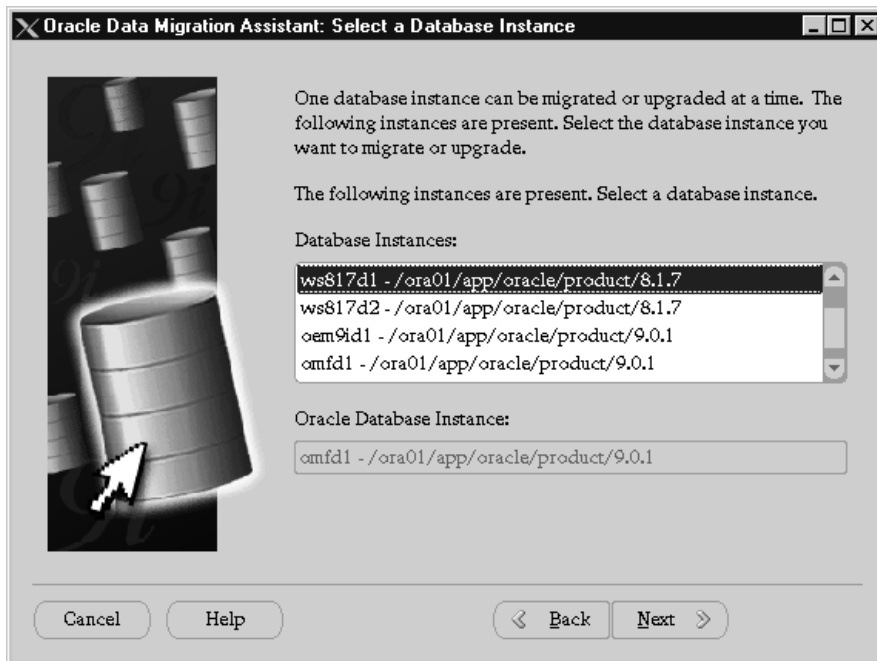 Oracle Data Migration Assistant: Select a Database Instance
One database instance can be migrated or upgraded at a time. The
following instances are present. Select the database instance you
want to migrate or upgrade.
The following instances are present. Select a database instance.
Database Instances:
ws817d1 - /ora01/app/oracle/product/8.1.7
ws817d2 - /ora01/app/oracle/product/8.1.7
oem9id1 - /ora01/app/oracle/product/9.0.1
omfd1 - /ora01/app/oracle/product/9.0.1
Oracle Database Instance:
omfd1 - /ora01/app/oracle/product/9.0.1
Cancel
Help
Back
Next